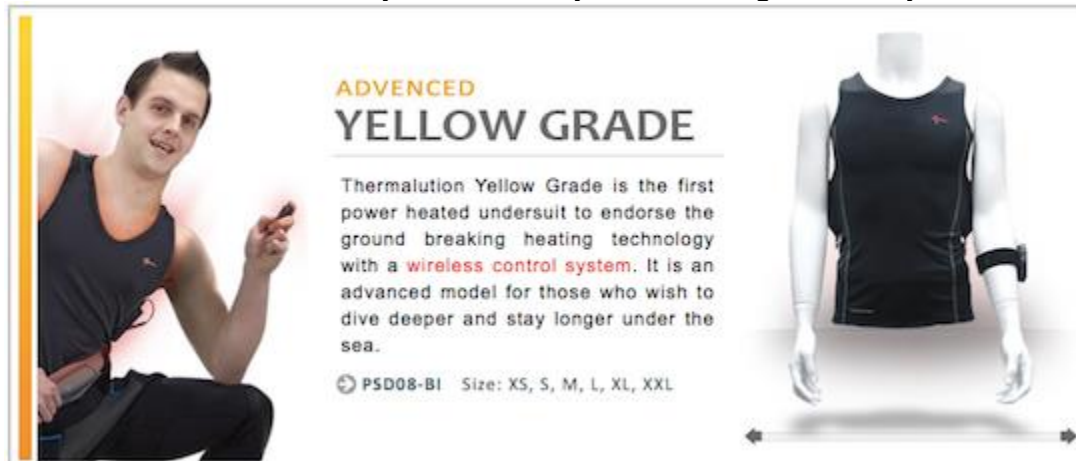 ADVENCED
YELLOW GRADE
Thermalution Yellow Grade is the first
power heated undersuit to endorse the
ground breaking heating technology
with a wireless control system. It is an
advanced model for those who wish to
dive deeper and stay longer under the
sea.
PSD08-BI Size: XS, S, M, L, XL, XXL